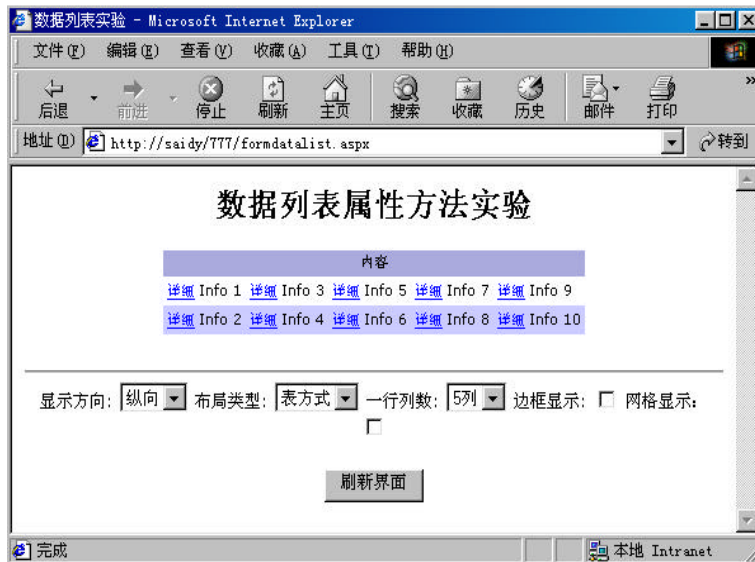 数据列表实验 - Microsoft Internet Explorer
文件(F) 编辑(E) 查看(V) 收藏(A) 工具(T) 帮助(H)
后退 前进 停止 刷新 主页 搜索 收藏 历史 邮件 打印 »
地址(D) http://saidy/777/formdatalist.aspx 转到
数据列表属性方法实验
内容
详细 Info 1 详细 Info 3 详细 Info 5 详细 Info 7 详细 Info 9
详细 Info 2 详细 Info 4 详细 Info 6 详细 Info 8 详细 Info 10
显示方向: 纵向 布局类型: 表方式 一行列数: 5列 边框显示: 网格显示:
刷新界面
完成 本地 Intranet